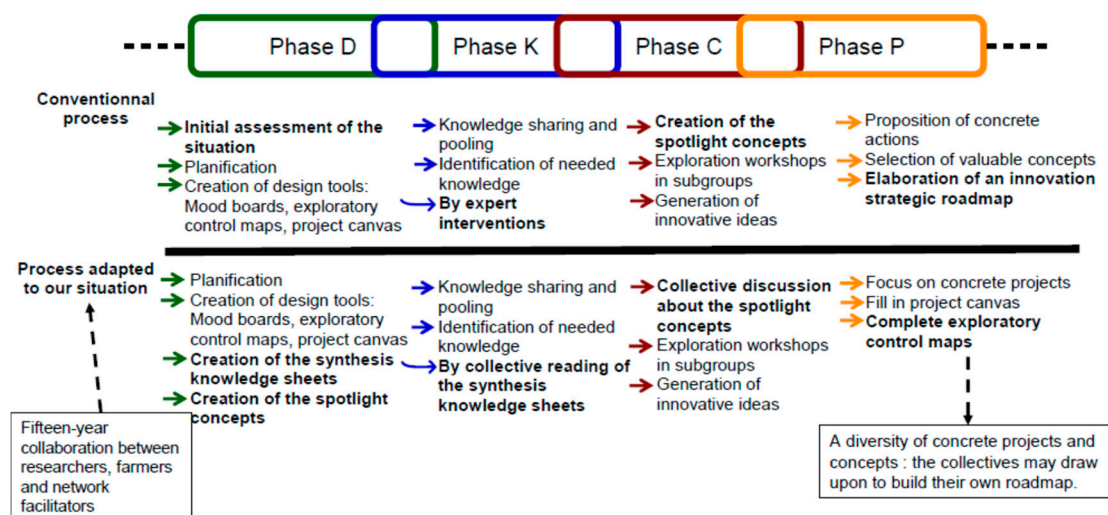 Phase D
Phase K
Phase C
Phase P
Conventionnal
process
Initial assessment of the
situation
Planification
Creation of design tools:
Mood boards, exploratory
control maps, project canvas
Knowledge sharing and
pooling
Identification of needed
knowledge
By expert
interventions
Creation of the
spotlight concepts
Exploration workshops
in subgroups
Generation of
innovative ideas
Proposition of concrete
actions
Selection of valuable concepts
Elaboration of an innovation
strategic roadmap
Process adapted
to our situation
Planification
Creation of design tools:
Mood boards, exploratory
control maps, project canvas
Creation of the synthesis
knowledge sheets
Creation of the spotlight
concepts
Knowledge sharing and
pooling
Identification of needed
knowledge
By collective reading of
the synthesis
knowledge sheets
Collective discussion
about the spotlight
concepts
Exploration workshops
in subgroups
Generation of
innovative ideas
Focus on concrete projects
Fill in project canvas
Complete exploratory
control maps
Fifteen-year
collaboration between
researchers, farmers
and network
facilitators
A diversity of concrete projects and
concepts : the collectives may draw
upon to build their own roadmap.